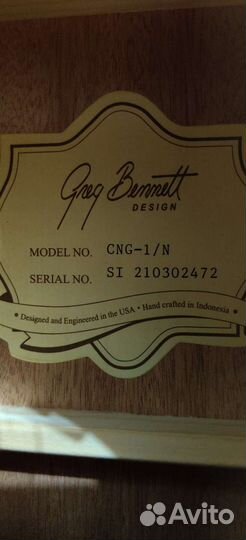 Greg Bennett
DESIGN
MODEL NO. CNG-1/N
SERIAL NO. SI 210302472
• Designed and Engineered in the USA • Hand crafted in Indonesia •
Avito